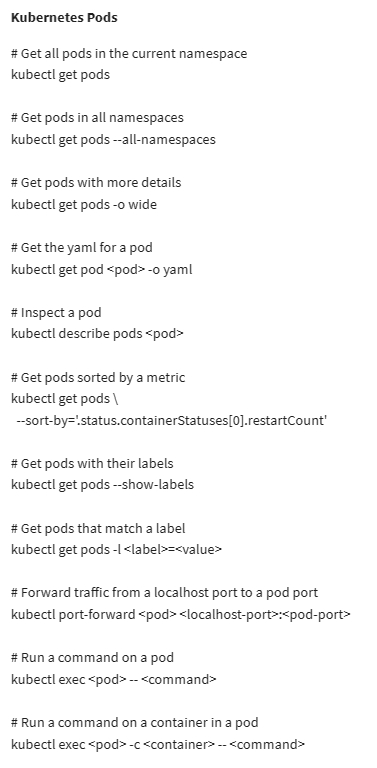 Kubernetes Pods
# Get all pods in the current namespace
kubectl get pods
# Get pods in all namespaces
kubectl get pods --all-namespaces
# Get pods with more details
kubectl get pods -o wide
# Get the yaml for a pod
kubectl get pod <pod> -o yaml
# Inspect a pod
kubectl describe pods <pod>
# Get pods sorted by a metric
kubectl get pods \
--sort-by='.status.containerStatuses[0].restartCount'
# Get pods with their labels
kubectl get pods --show-labels
# Get pods that match a label
kubectl get pods -l <label>=<value>
# Forward traffic from a localhost port to a pod port
kubectl port-forward <pod> <localhost-port>:<pod-port>
# Run a command on a pod
kubectl exec <pod> -- <command>
# Run a command on a container in a pod
kubectl exec <pod> -c <container> -- <command>